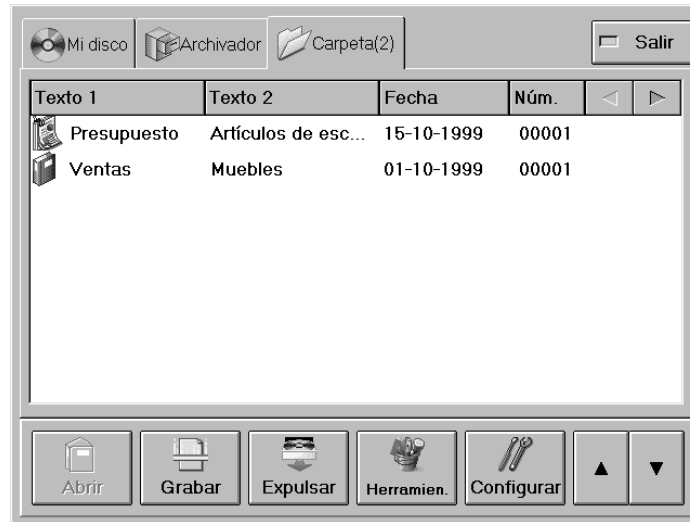 Mi disco Archivador Carpeta(2) Salir
Texto 1 Texto 2 Fecha Núm.
Presupuesto Artículos de esc... 15-10-1999 00001
Ventas Muebles 01-10-1999 00001
Abrir Grabar Expulsar Herramien. Configurar